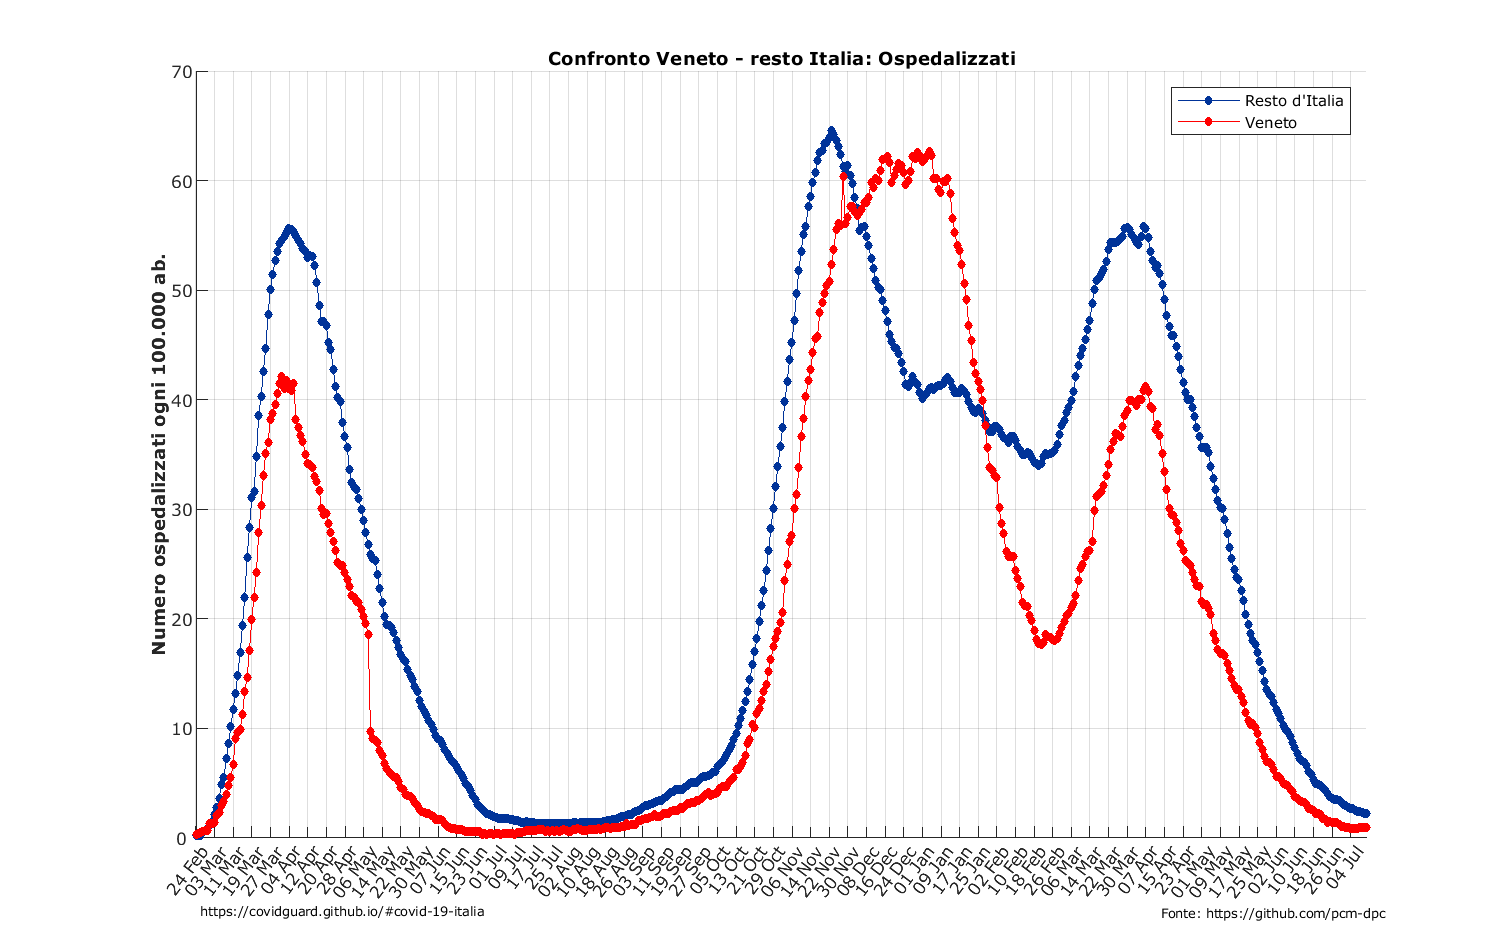 Confronto Veneto - resto Italia: Ospedalizzati
Resto d'Italia
Veneto
Numero ospedalizzati ogni 100.000 ab.
70
60
50
40
30
20
10
0
24 Feb
03 Mar
11 Mar
19 Mar
27 Mar
04 Apr
12 Apr
20 Apr
28 Apr
06 May
14 May
22 May
30 May
07 Jun
15 Jun
23 Jun
01 Jul
09 Jul
17 Jul
25 Jul
02 Aug
10 Aug
18 Aug
26 Aug
03 Sep
11 Sep
19 Sep
27 Sep
05 Oct
13 Oct
21 Oct
29 Oct
06 Nov
14 Nov
22 Nov
30 Nov
08 Dec
16 Dec
24 Dec
01 Jan
09 Jan
17 Jan
25 Jan
02 Feb
10 Feb
18 Feb
26 Feb
06 Mar
14 Mar
22 Mar
30 Mar
07 Apr
15 Apr
23 Apr
01 May
09 May
17 May
25 May
02 Jun
10 Jun
18 Jun
26 Jun
04 Jul
https://covidguard.github.io/#covid-19-italia
Fonte: https://github.com/pcm-dpc